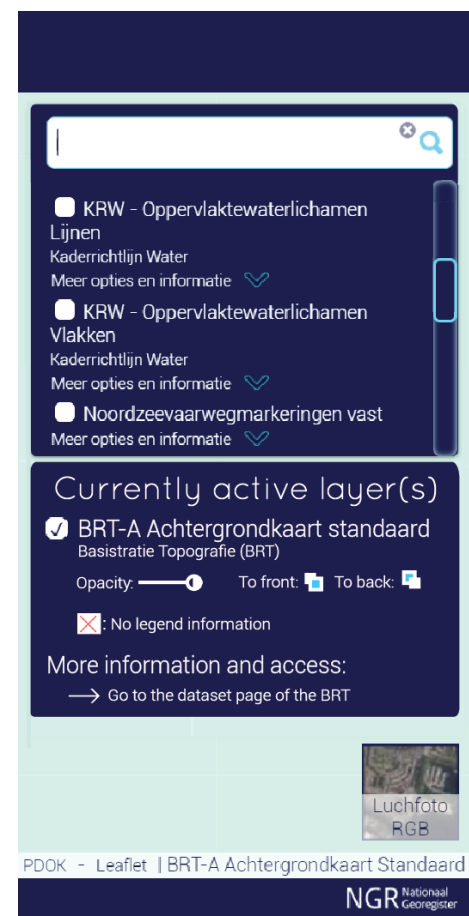 KRW - Oppervlaktewaterlichamen
Lijnen
Kaderrichtlijn Water
Meer opties en informatie
KRW - Oppervlaktewaterlichamen
Vlakken
Kaderrichtlijn Water
Meer opties en informatie
Noordzeevaarwegmarkeringen vast
Meer opties en informatie
Currently active layer(s)
BRT-A Achtergrondkaart standaard
Basistratie Topografie (BRT)
Opacity: To front: To back:
: No legend information
More information and access:
Go to the dataset page of the BRT
Luchfoto
RGB
PDOK - Leaflet | BRT-A Achtergrondkaart Standaard
NGR Nationaal
Georegister